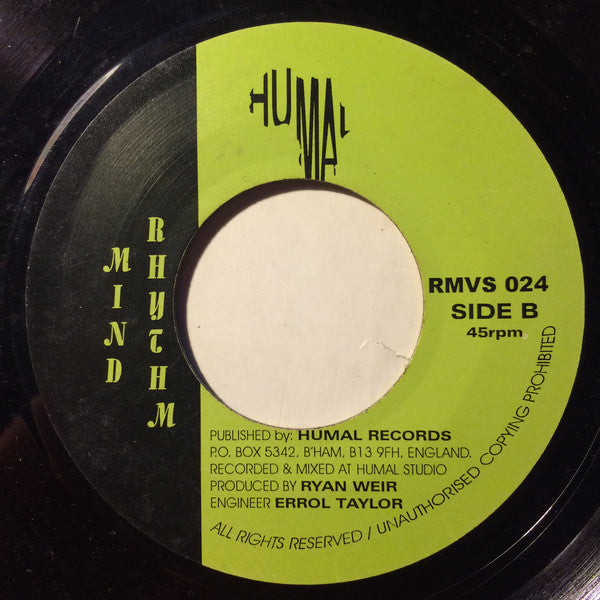 HUMAL
MIND
RHYTHM
RMVS 024
SIDE B
45rpm
PUBLISHED by: HUMAL RECORDS
P.O. BOX 5342, B'HAM, B13 9FH, ENGLAND.
RECORDED & MIXED AT HUMAL STUDIO
PRODUCED BY RYAN WEIR
ENGINEER ERROL TAYLOR
ALL RIGHTS RESERVED / UNAUTHORISED COPYING PROHIBITED